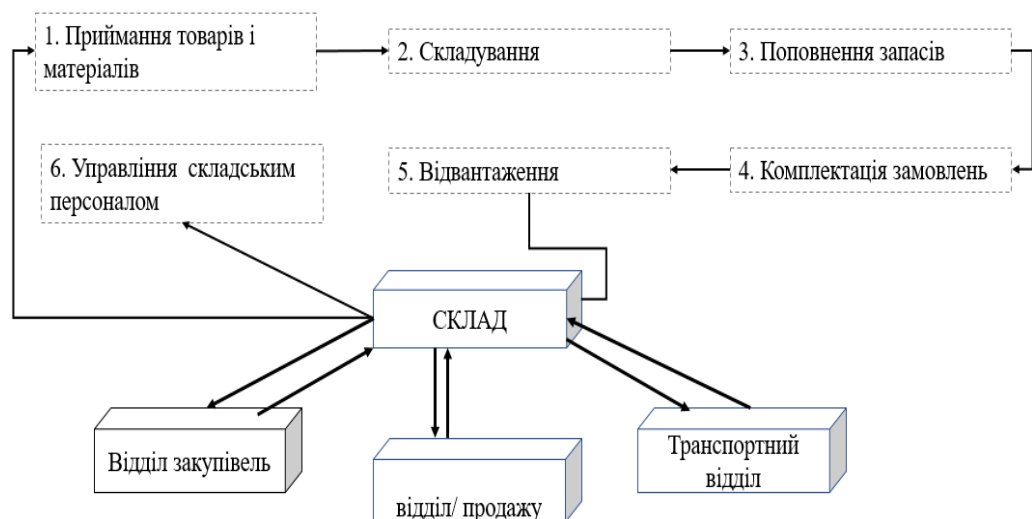 1. Приймання товарів і
матеріалів
2. Складування
3. Поповнення запасів
6. Управління складським
персоналом
5. Відвантаження
4. Комплектація замовлень
СКЛАД
Відділ закупівель
відділ/ продажу
Транспортний
відділ